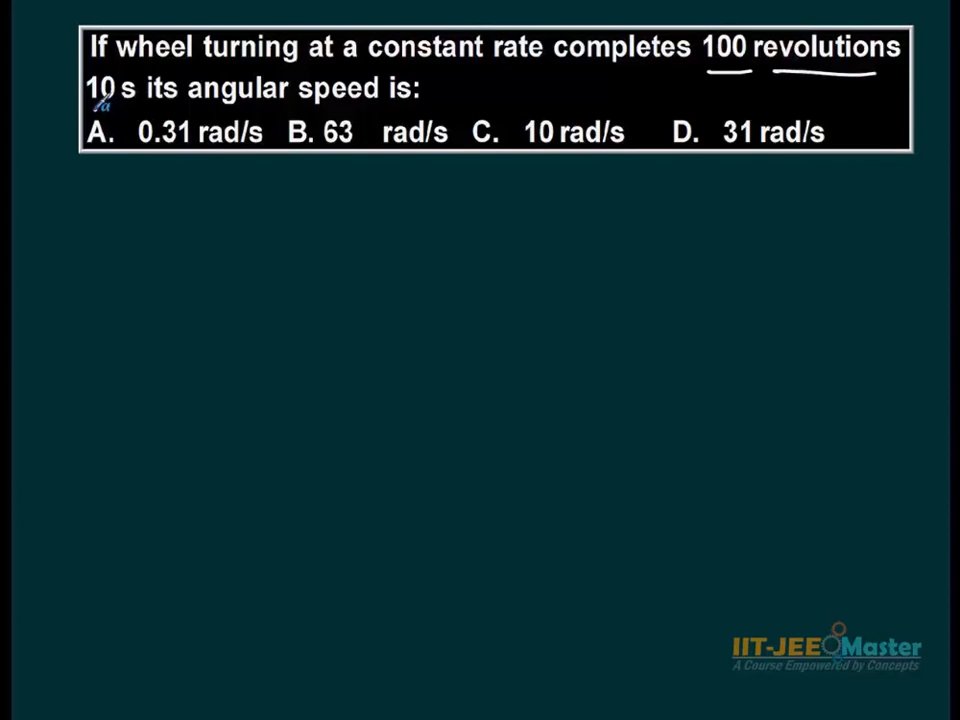 If wheel turning at a constant rate completes 100 revolutions
10 s its angular speed is:
A. 0.31 rad/s B. 63 rad/s C. 10 rad/s D. 31 rad/s
IIT-JEE Master
A Course Empowered by Concepts